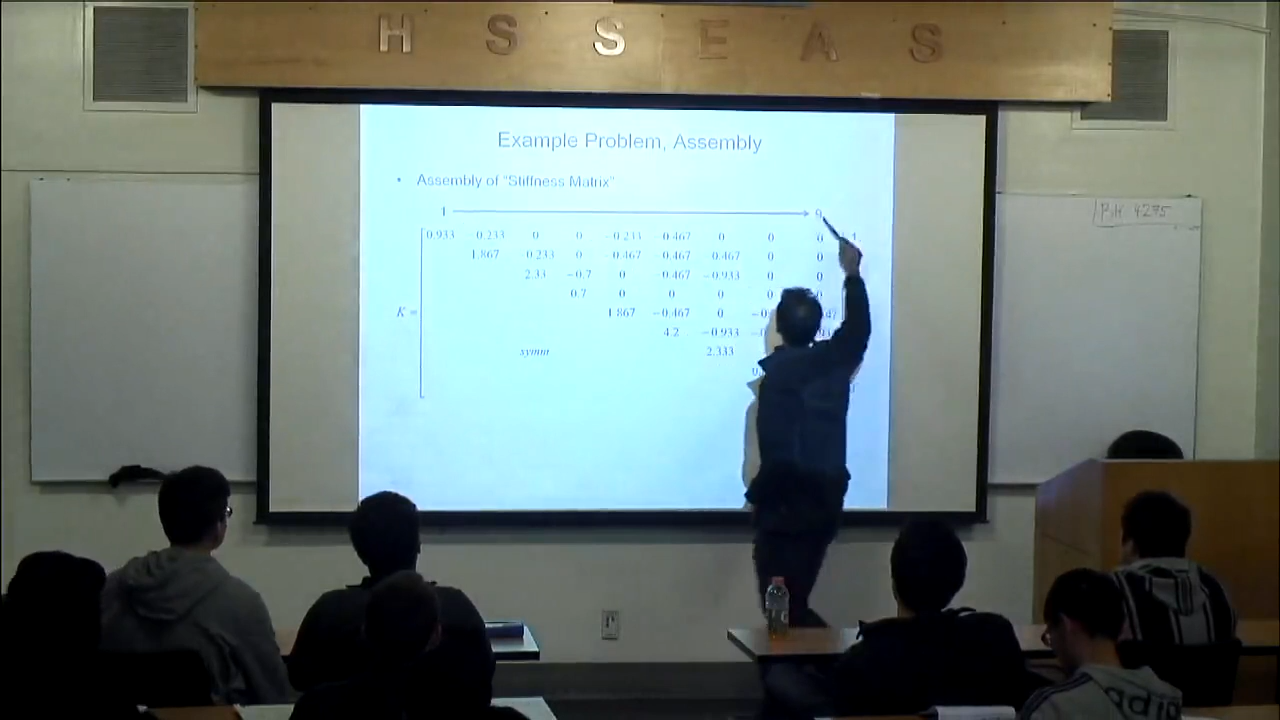 H S S E A S
Example Problem, Assembly
• Assembly of "Stiffness Matrix"
1 9
BH 4275
0.933 0.233 0 0 -0.233 0.467 0 0 0
1.867 0.233 0 -0.467 0.467 0.467 0 0
2.33 -0.7 0 0.467 -0.933 0 0
0.7 0 0 0 0
K = 1.867 -0.467 0
4.2 -0.933
symm 2.333
adid